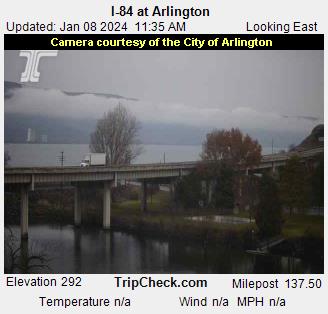 I-84 at Arlington
Updated: Jan 08 2024 11:35 AM Looking East
Camera courtesy of the City of Arlington
Elevation 292 TripCheck.com Milepost 137.50
Temperature n/a Wind n/a MPH n/a